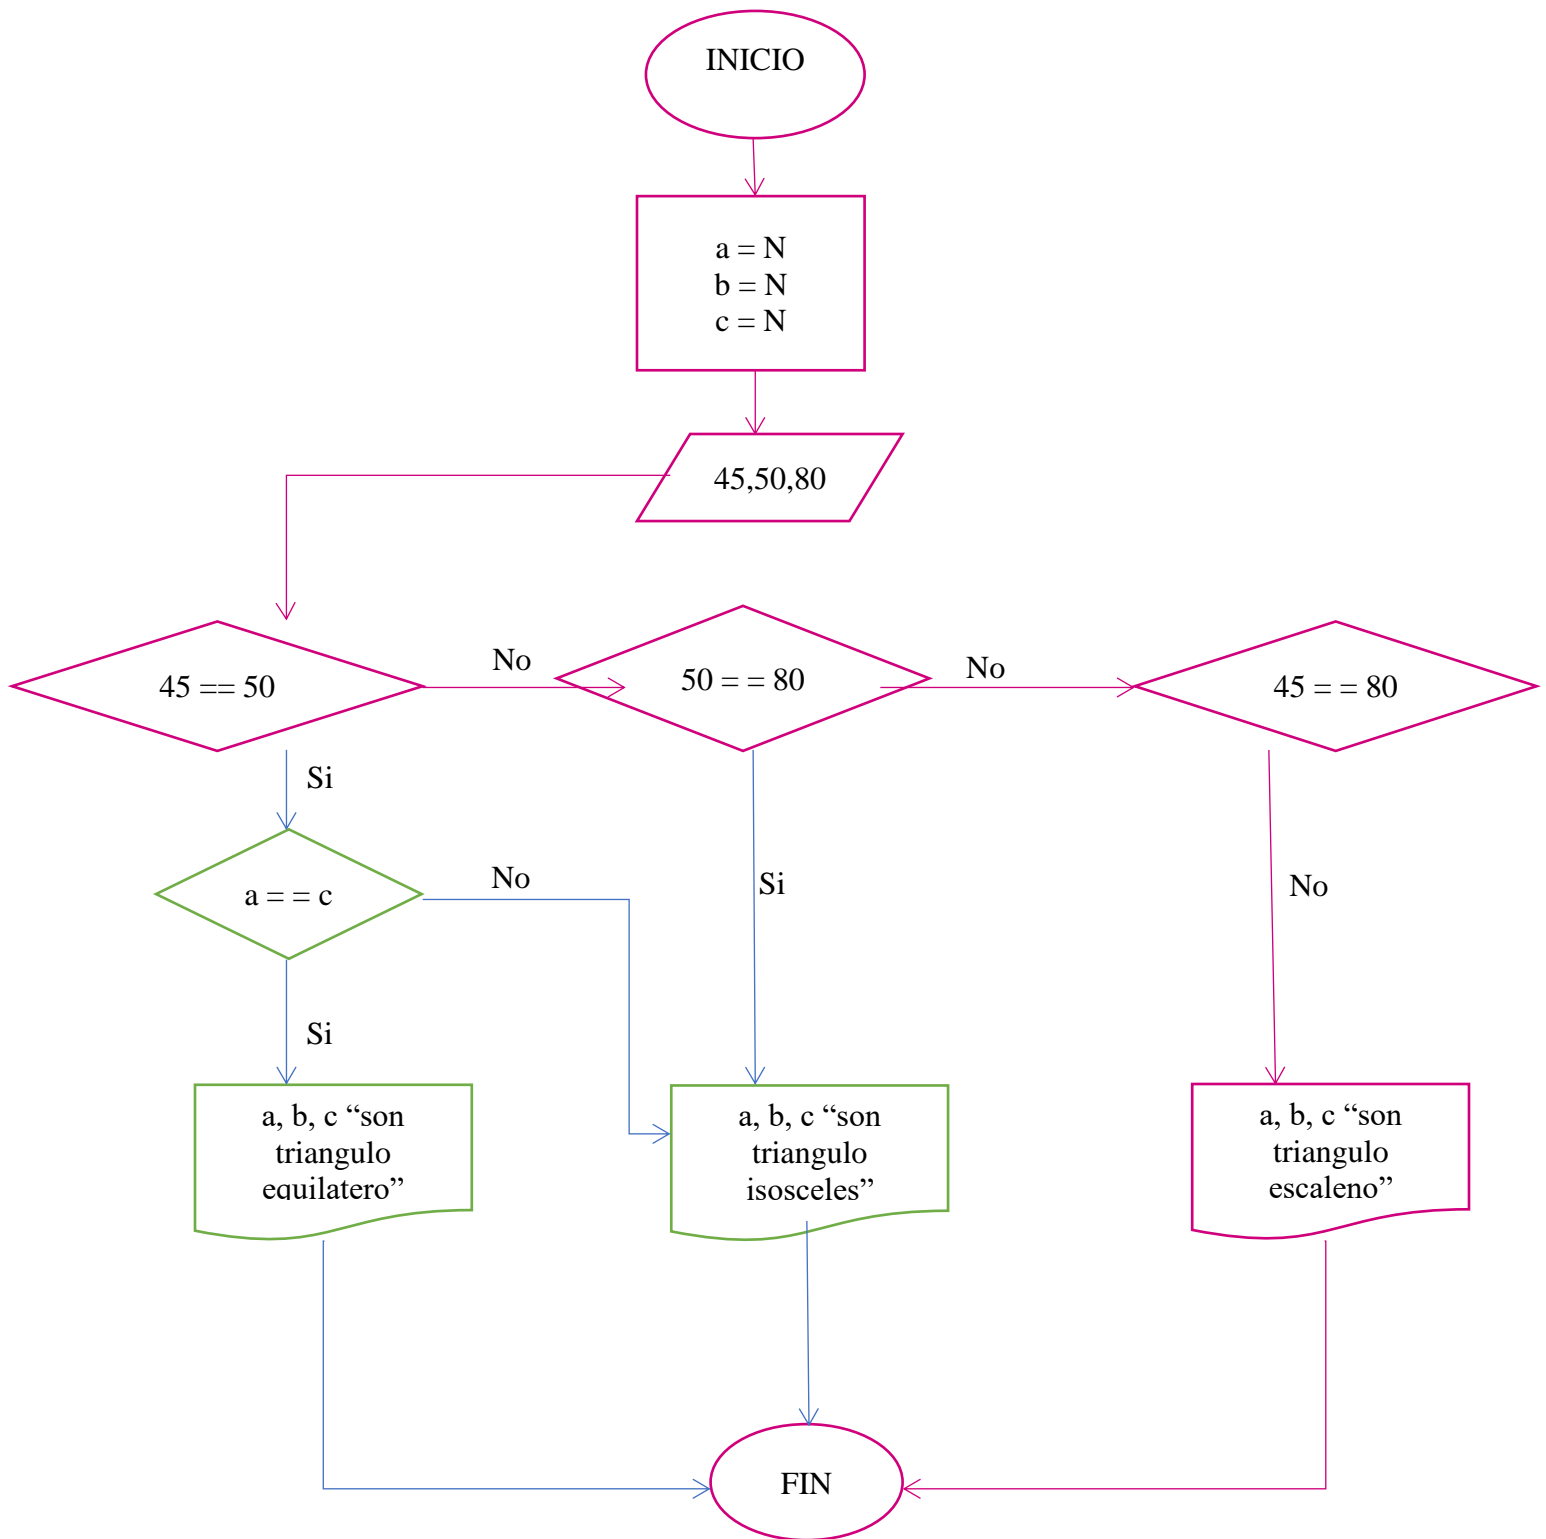 INICIO
a = N
b = N
c = N
45,50,80
45 == 50
No
50 = = 80
No
45 = = 80
Si
a = = c
No
Si
No
Si
a, b, c “son
triangulo
equilatero”
a, b, c “son
triangulo
isosceles”
a, b, c “son
triangulo
escaleno”
FIN